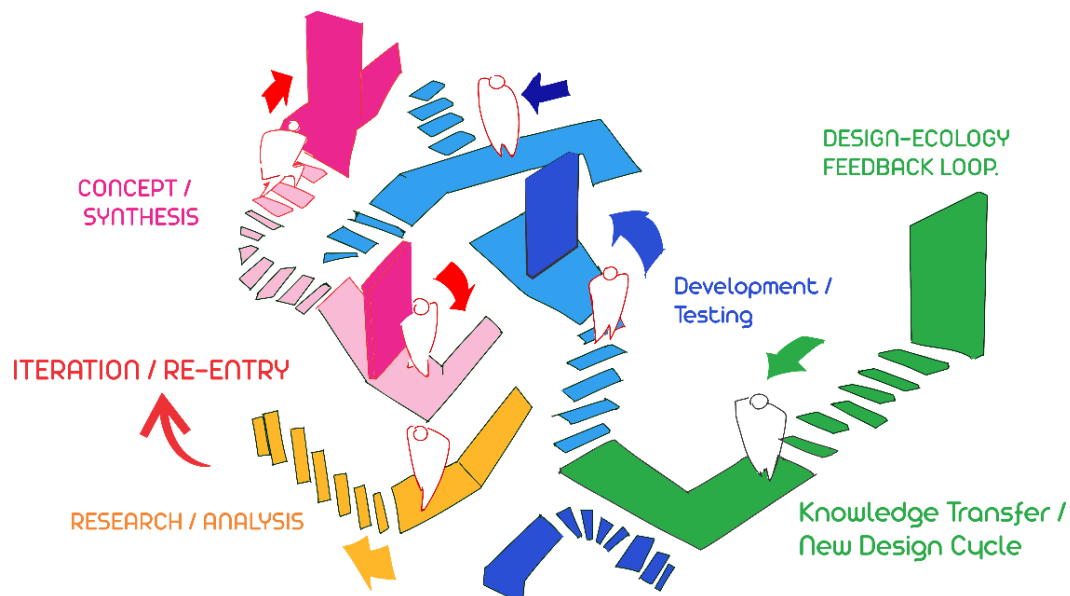 DESIGN-ECOLOGY
FEEDBACK LOOP.
CONCEPT /
SYNTHESIS
Development /
Testing
ITERATION / RE-ENTRY
RESEARCH / ANALYSIS
Knowledge Transfer /
New Design Cycle